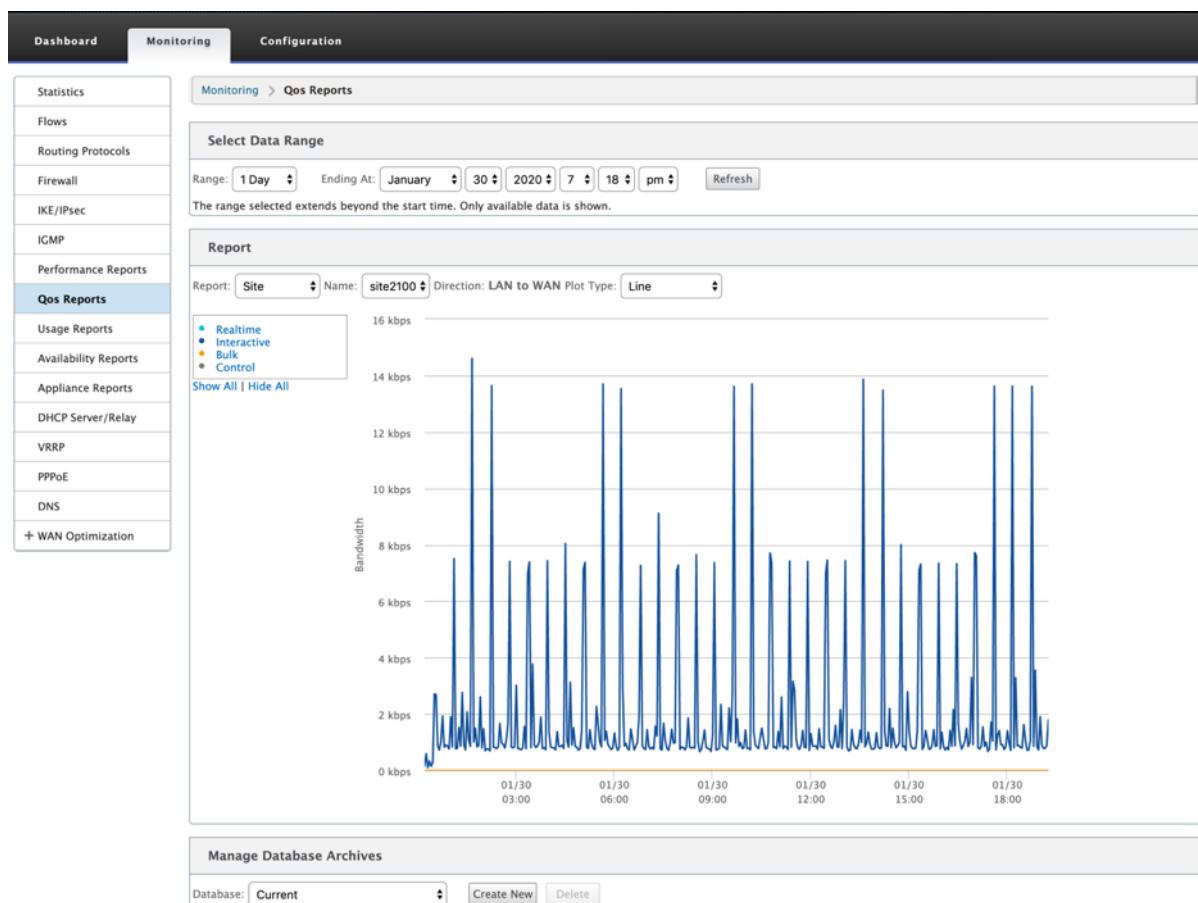 Dashboard Monitoring Configuration
Statistics
Flows
Routing Protocols
Firewall
IKE/IPsec
IGMP
Performance Reports
Qos Reports
Usage Reports
Availability Reports
Appliance Reports
DHCP Server/Relay
VRRP
PPPoE
DNS
+ WAN Optimization
Monitoring > Qos Reports
Select Data Range
Range: 1 Day Ending At: January 30 2020 7 18 pm Refresh
The range selected extends beyond the start time. Only available data is shown.
Report
Report: Site Name: site2100 Direction: LAN to WAN Plot Type: Line
Realtime
Interactive
Bulk
Control
Show All | Hide All
Bandwidth
16 kbps
14 kbps
12 kbps
10 kbps
8 kbps
6 kbps
4 kbps
2 kbps
0 kbps
01/30 01/30 01/30 01/30 01/30 01/30
03:00 06:00 09:00 12:00 15:00 18:00
Manage Database Archives
Database: Current Create New Delete